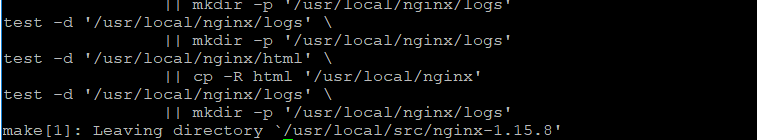 || mkdir -p '/usr/local/nginx/logs'
test -d '/usr/local/nginx/logs' \
|| mkdir -p '/usr/local/nginx/logs'
test -d '/usr/local/nginx/html' \
|| cp -R html '/usr/local/nginx'
test -d '/usr/local/nginx/logs' \
|| mkdir -p '/usr/local/nginx/logs'
make[1]: Leaving directory `/usr/local/src/nginx-1.15.8'